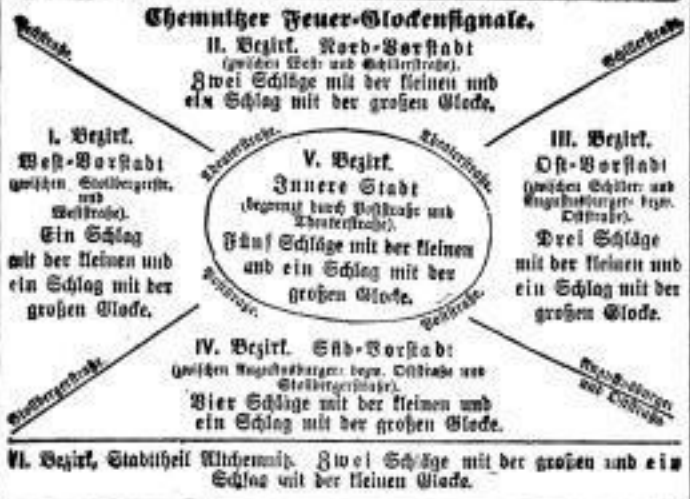 Chemnitzer Feuer-Glockensignale.
Weststraße.
Schillerstraße.
II. Bezirk. Nord-Vorstadt
(zwischen West- und Schillerstraße).
Zwei Schläge mit der kleinen und
ein Schlag mit der großen Glocke.
I. Bezirk.
West-Vorstadt
(zwischen Stollbergerstr.
und
Weststraße).
Ein Schlag
mit der kleinen und
ein Schlag mit der
großen Glocke.
Theaterstraße.
Theaterstraße.
V. Bezirk.
Innere Stadt
(begrenzt durch Poststraße und
Theaterstraße).
Fünf Schläge mit der kleinen
und ein Schlag mit der
großen Glocke.
Poststraße.
Poststraße.
III. Bezirk.
Ost-Vorstadt
(zwischen Schiller- und
Augustusburger- bezw.
Oststraße).
Drei Schläge
mit der kleinen und
ein Schlag mit der
großen Glocke.
IV. Bezirk. Süd-Vorstadt
(zwischen Augustusburger- bezw. Oststraße und
Stollbergerstraße).
Vier Schläge mit der kleinen und
ein Schlag mit der großen Glocke.
Stollbergerstraße.
Augustusburger
und Oststraße
VI. Bezirk, Stadttheil Altchemnitz. Zwei Schläge mit der großen und ein
Schlag mit der kleinen Glocke.